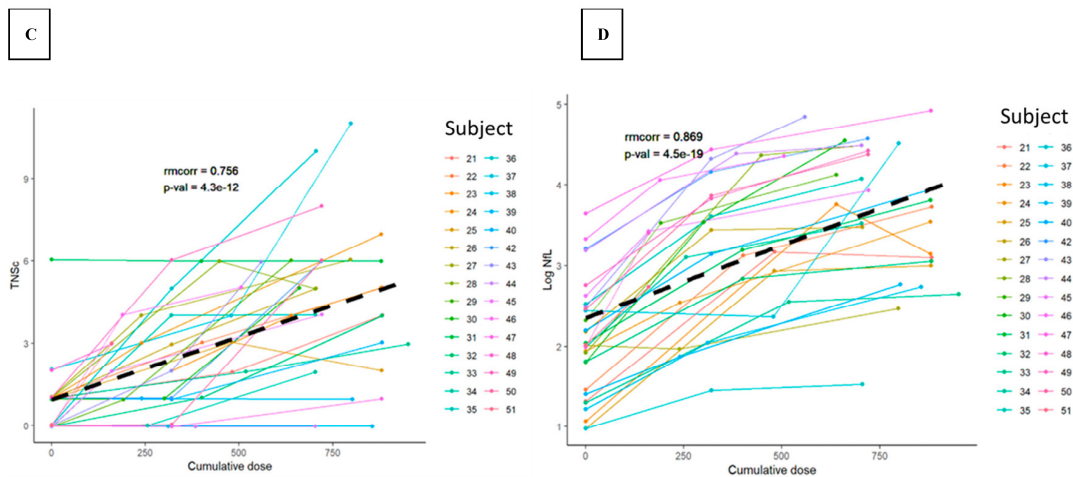 C
D
rmcorr = 0.756
p-val = 4.3e-12
9
6
3
0
TNSc
0 250 500 750
Cumulative dose
Subject
21 36
22 37
23 38
24 39
25 40
26 42
27 43
28 44
29 45
30 46
31 47
32 48
33 49
34 50
35 51
rmcorr = 0.869
p-val = 4.5e-19
5
4
3
2
1
Log NfL
0 250 500 750
Cumulative dose
Subject
21 36
22 37
23 38
24 39
25 40
26 42
27 43
28 44
29 45
30 46
31 47
32 48
33 49
34 50
35 51